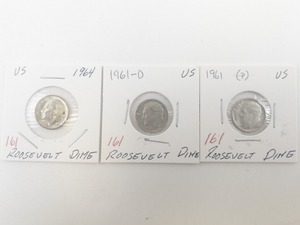 US 1964
161
ROOSEVELT DIME
1961-D US
161
ROOSEVELT DIME
1961 (P) US
161
ROOSEVELT DIME